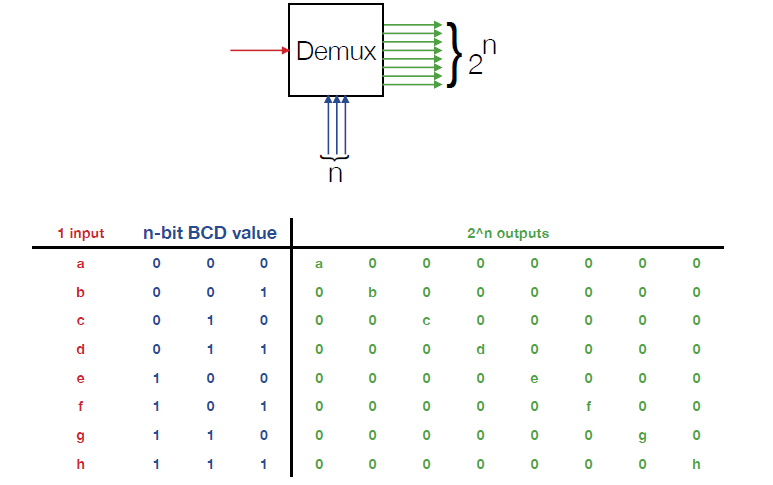 Demux
2^n
n
1 input n-bit BCD value 2^n outputs
a 0 0 0 a 0 0 0 0 0 0 0
b 0 0 1 0 b 0 0 0 0 0 0
c 0 1 0 0 0 c 0 0 0 0 0
d 0 1 1 0 0 0 d 0 0 0 0
e 1 0 0 0 0 0 0 e 0 0 0
f 1 0 1 0 0 0 0 0 f 0 0
g 1 1 0 0 0 0 0 0 0 g 0
h 1 1 1 0 0 0 0 0 0 0 h